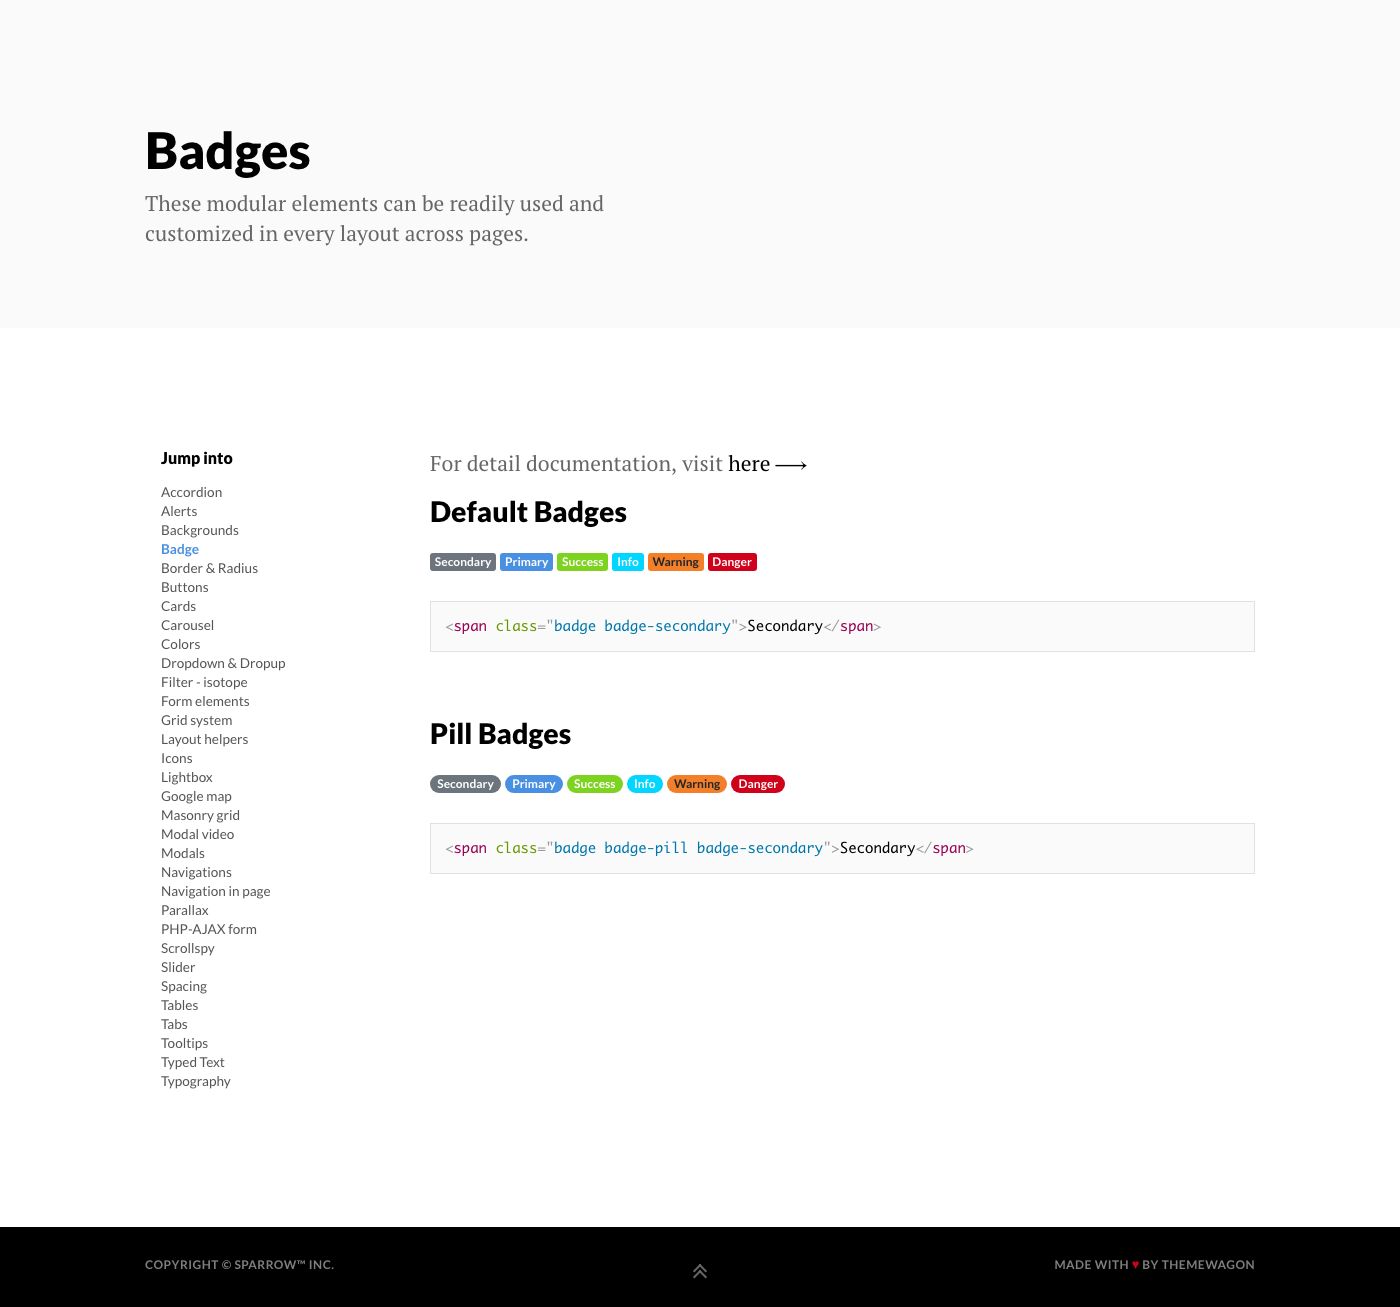 Badges
These modular elements can be readily used and
customized in every layout across pages.
Jump into
Accordion
Alerts
Backgrounds
Badge
Border & Radius
Buttons
Cards
Carousel
Colors
Dropdown & Dropup
Filter - isotope
Form elements
Grid system
Layout helpers
Icons
Lightbox
Google map
Masonry grid
Modal video
Modals
Navigations
Navigation in page
Parallax
PHP-AJAX form
Scrollspy
Slider
Spacing
Tables
Tabs
Tooltips
Typed Text
Typography
For detail documentation, visit here ⟶
Default Badges
Secondary Primary Success Info Warning Danger
<span class="badge badge-secondary">Secondary</span>
Pill Badges
Secondary Primary Success Info Warning Danger
<span class="badge badge-pill badge-secondary">Secondary</span>
COPYRIGHT © SPARROW™ INC.
MADE WITH ♥ BY THEMEWAGON